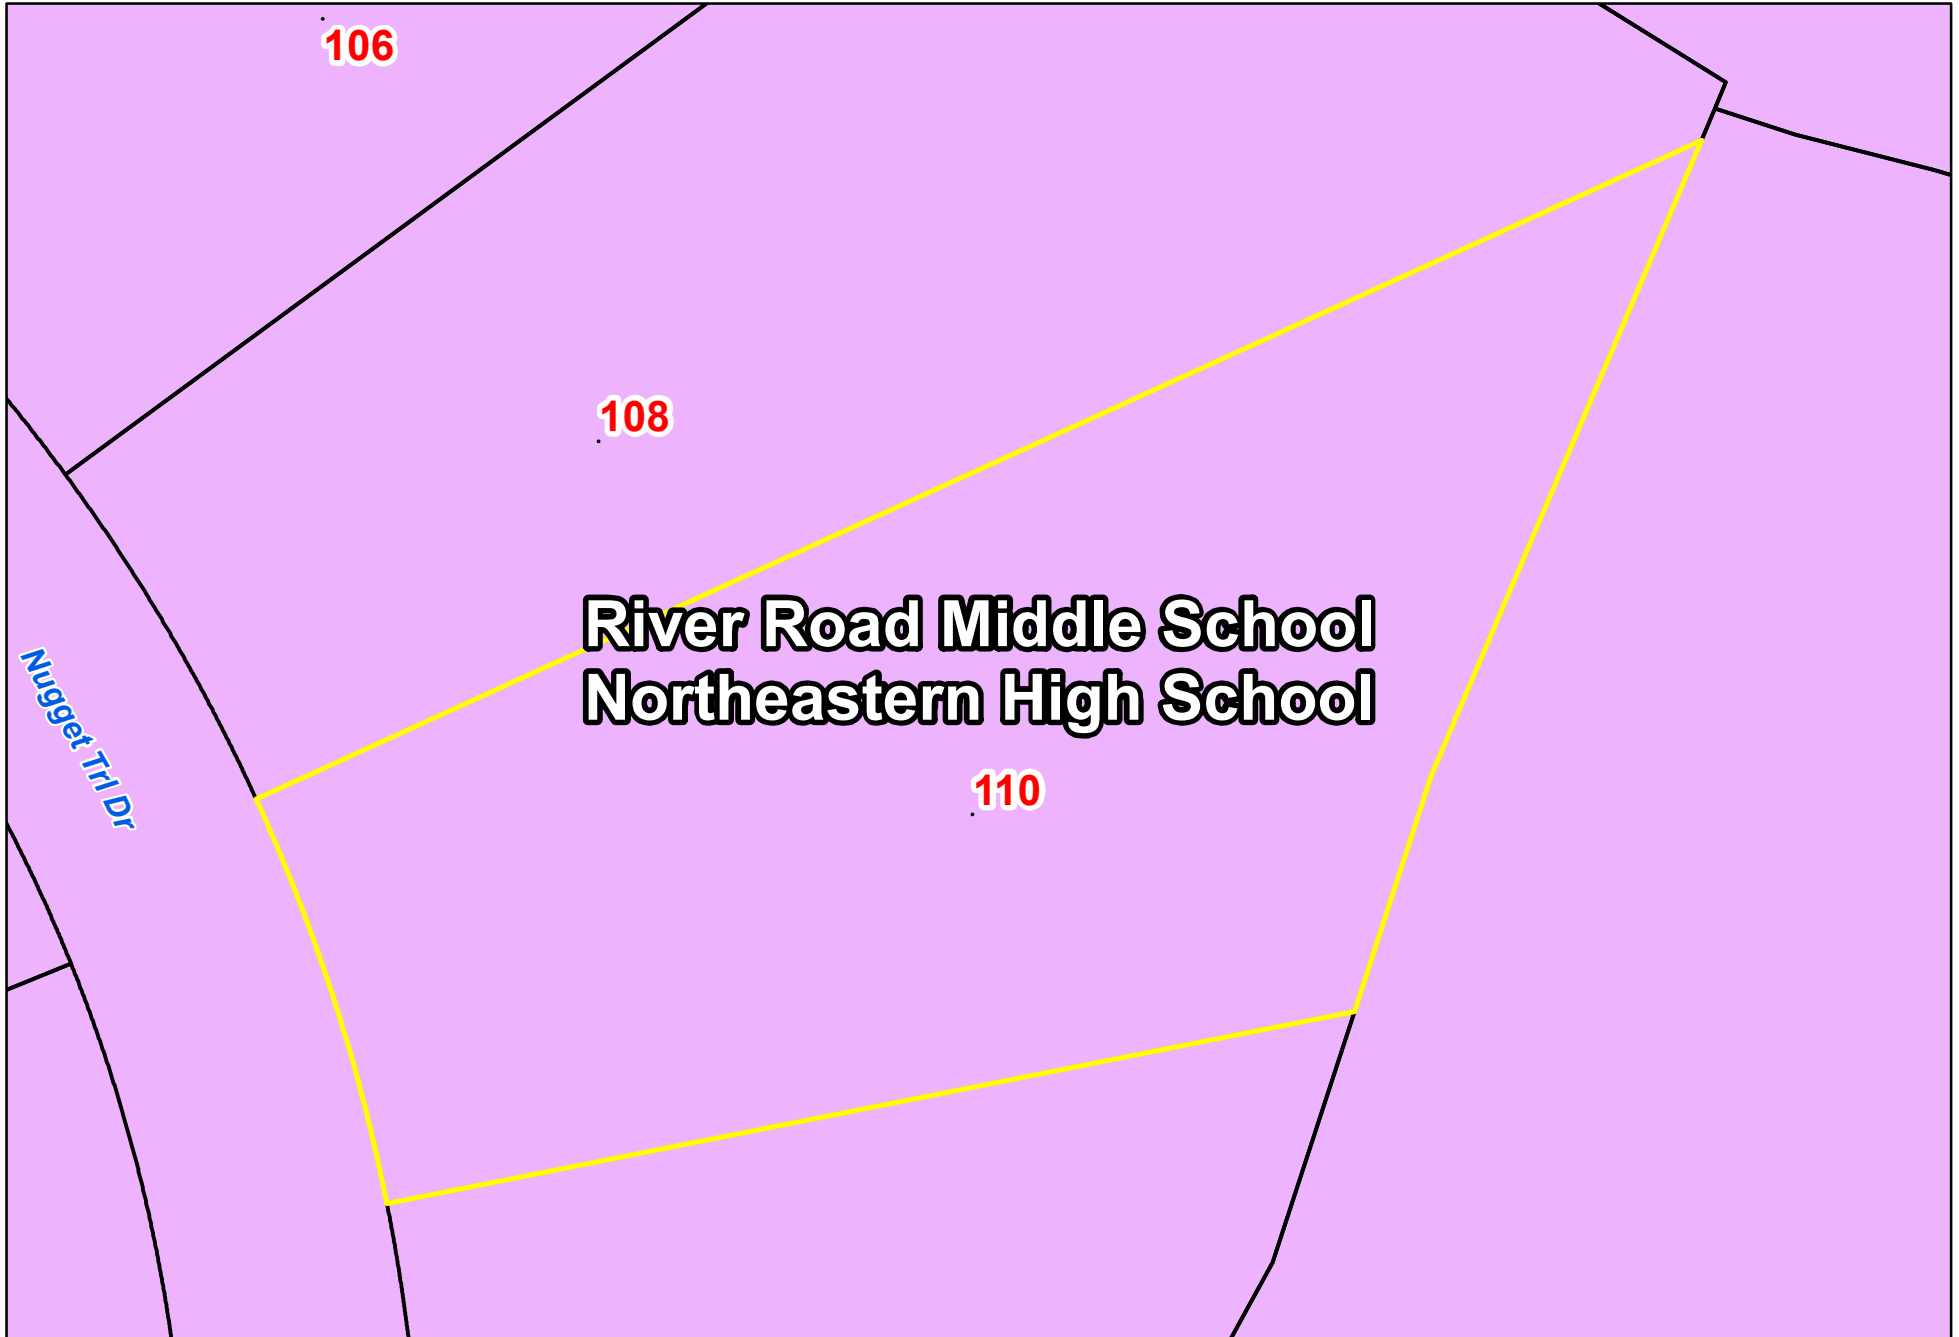 106
108
River Road Middle School
Northeastern High School
Nugget Trl Dr
110